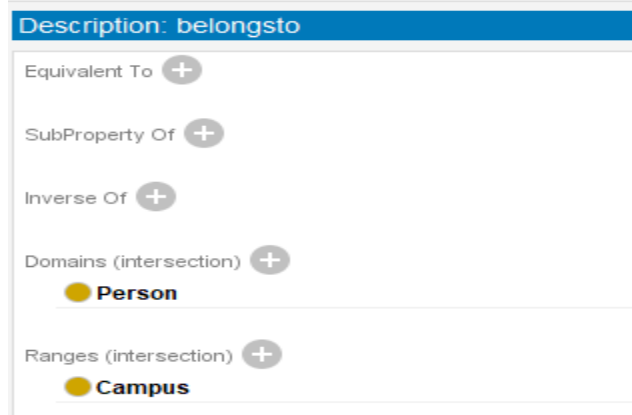 Description: belongsto
Equivalent To
SubProperty Of
Inverse Of
Domains (intersection)
Person
Ranges (intersection)
Campus